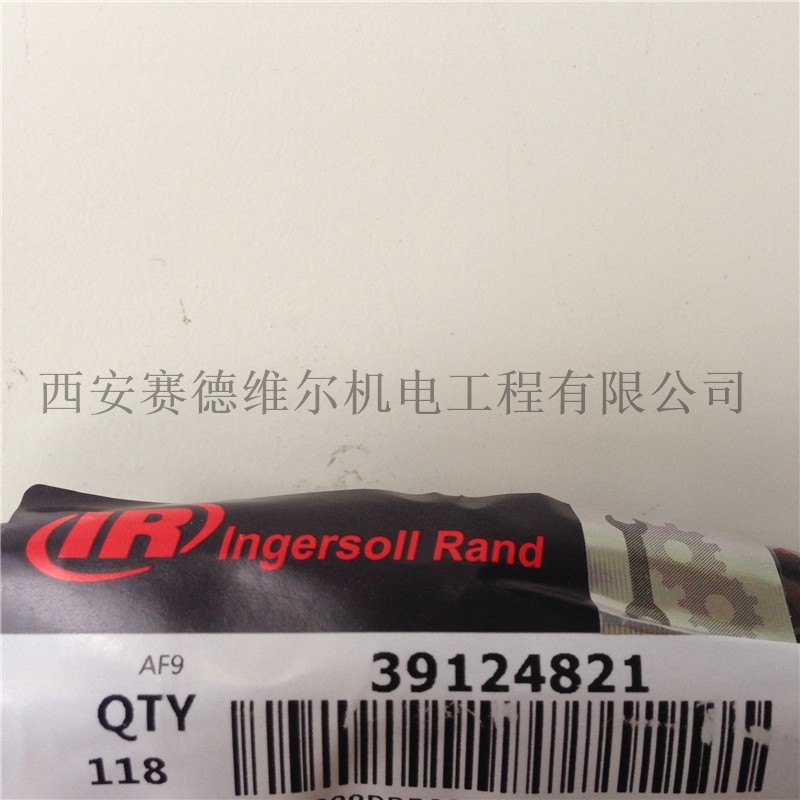 西安赛德维尔机电工程有限公司
IR Ingersoll Rand
AF9
39124821
QTY
118